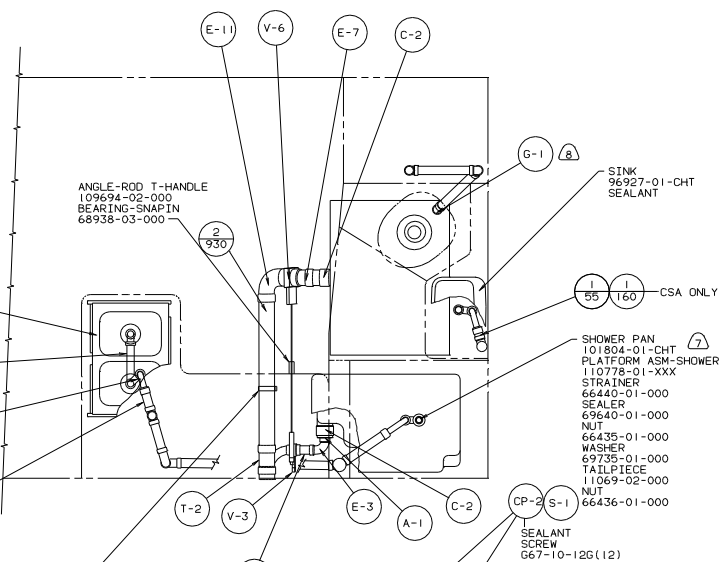 E-11
V-6
E-7
C-2
G-1
8
SINK
96927-01-CHT
SEALANT
ANGLE-ROD T-HANDLE
109694-02-000
BEARING-SNAPIN
68938-03-000
2
930
1
55
1
160
CSA ONLY
SHOWER PAN
7
101804-01-CHT
PLATFORM ASM-SHOWER
110778-01-XXX
STRAINER
66440-01-000
SEALER
69640-01-000
NUT
66435-01-000
WASHER
69735-01-000
TAILPIECE
11069-02-000
NUT
66436-01-000
T-2
V-3
E-3
A-1
C-2
CP-2
S-1
SEALANT
SCREW
G67-10-12G(12)